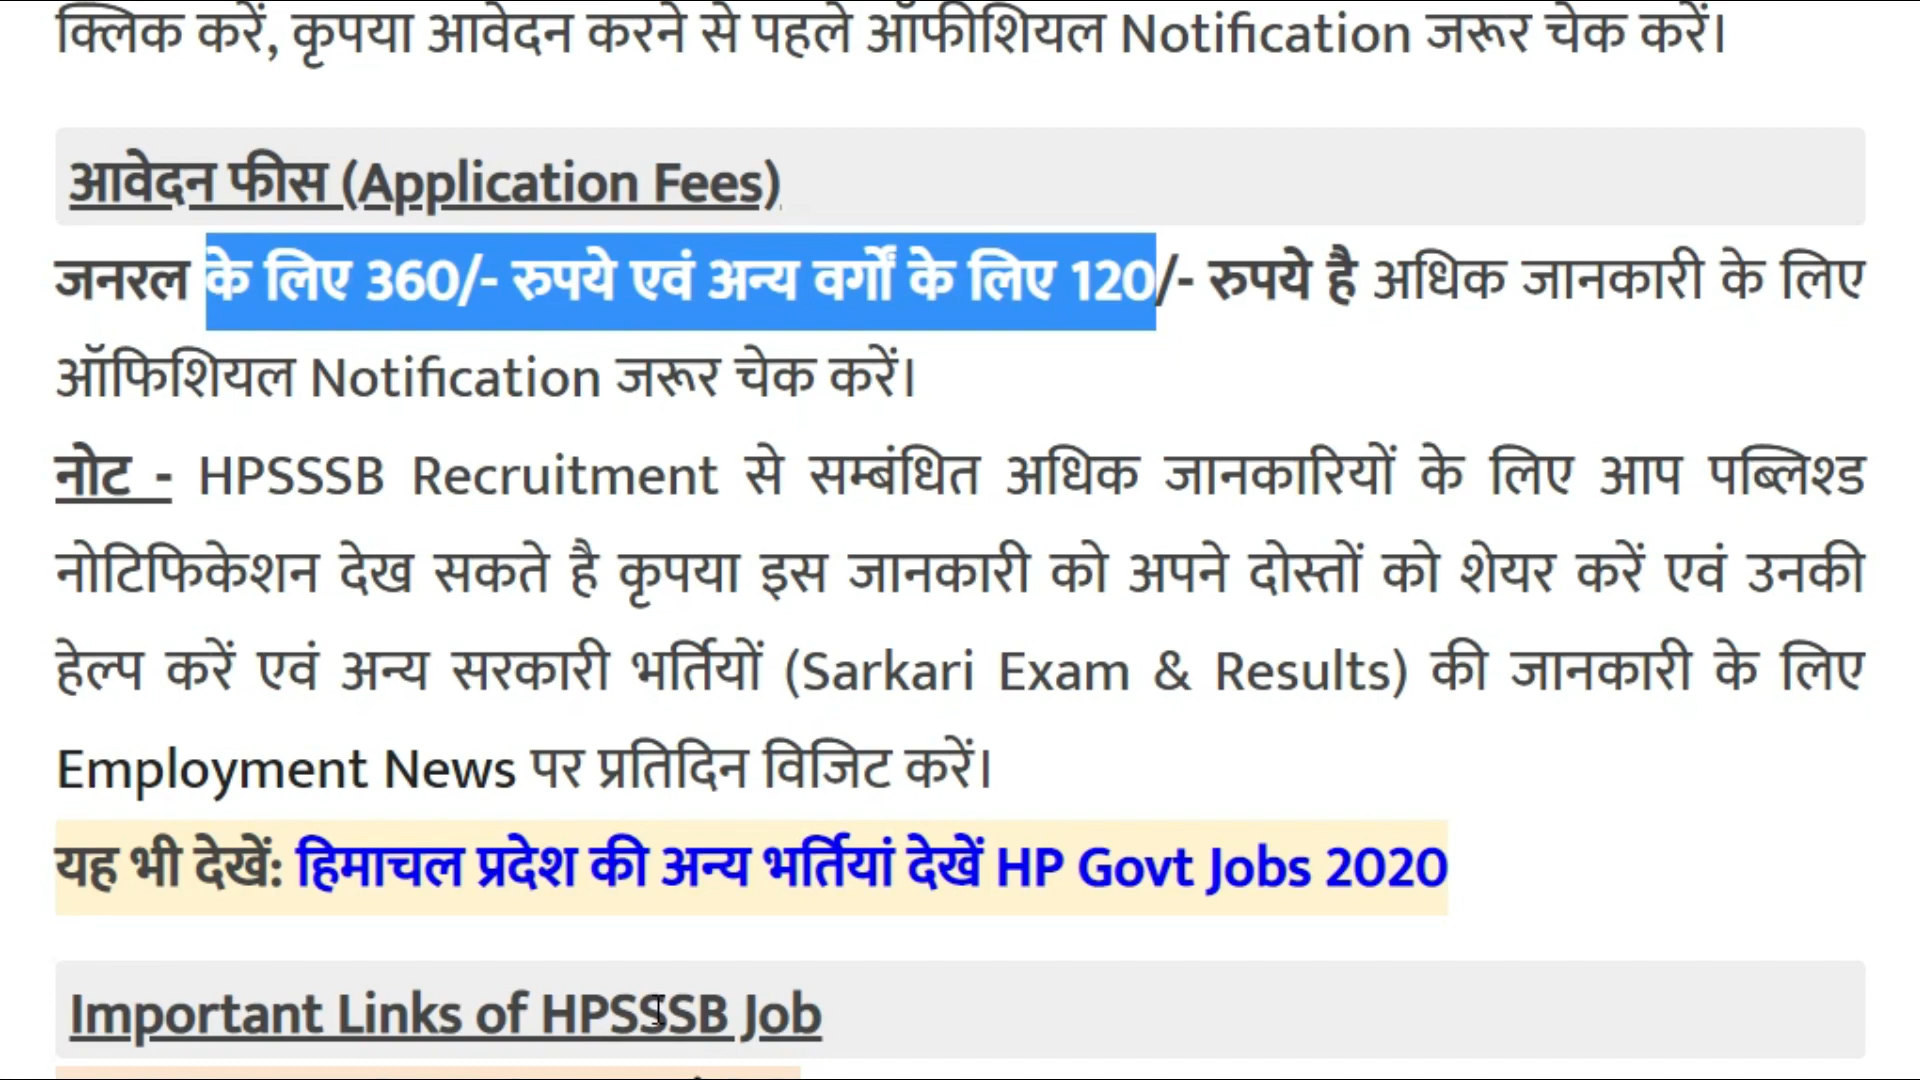 क्लिक करें, कृपया आवेदन करने से पहले ऑफीशियल Notification जरूर चेक करें।
आवेदन फीस (Application Fees)
जनरल के लिए 360/- रुपये एवं अन्य वर्गों के लिए 120/- रुपये है अधिक जानकारी के लिए
ऑफिशियल Notification जरूर चेक करें।
नोट - HPSSSB Recruitment से सम्बंधित अधिक जानकारियों के लिए आप पब्लिश्ड
नोटिफिकेशन देख सकते है कृपया इस जानकारी को अपने दोस्तों को शेयर करें एवं उनकी
हेल्प करें एवं अन्य सरकारी भर्तियों (Sarkari Exam & Results) की जानकारी के लिए
Employment News पर प्रतिदिन विजिट करें।
यह भी देखें: हिमाचल प्रदेश की अन्य भर्तियां देखें HP Govt Jobs 2020
Important Links of HPSSSB Job